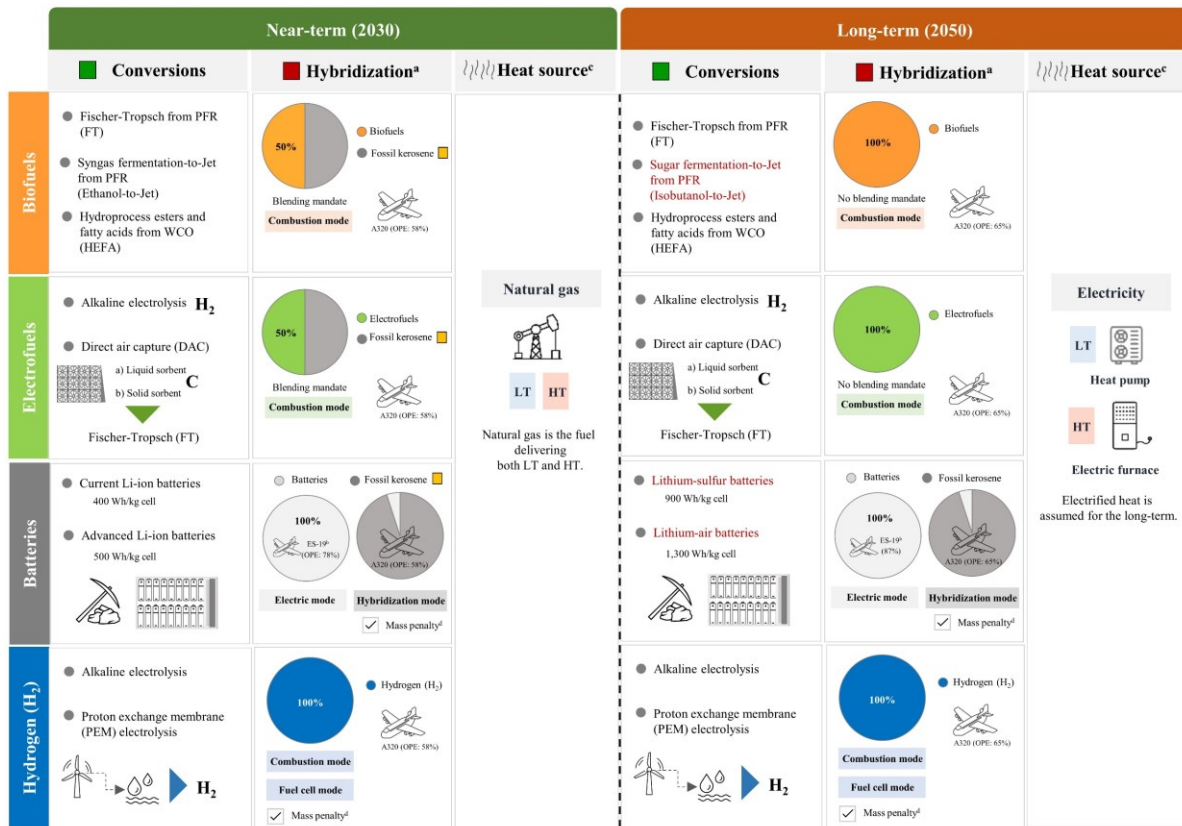 Near-term (2030)
Long-term (2050)
Conversions
Hybridizationᵃ
Heat sourceᶜ
Conversions
Hybridizationᵃ
Heat sourceᶜ
Biofuels
Fischer-Tropsch from PFR
(FT)
Syngas fermentation-to-Jet
from PFR
(Ethanol-to-Jet)
Hydroprocess esters and
fatty acids from WCO
(HEFA)
50%
Biofuels
Fossil kerosene
Blending mandate
Combustion mode
A320 (OPE: 58%)
Fischer-Tropsch from PFR
(FT)
Sugar fermentation-to-Jet
from PFR
(Isobutanol-to-Jet)
Hydroprocess esters and
fatty acids from WCO
(HEFA)
100%
Biofuels
No blending mandate
Combustion mode
A320 (OPE: 65%)
Electrofuels
Alkaline electrolysis H₂
Direct air capture (DAC)
a) Liquid sorbent
b) Solid sorbent
C
Fischer-Tropsch (FT)
50%
Electrofuels
Fossil kerosene
Blending mandate
Combustion mode
A320 (OPE: 58%)
Natural gas
LT HT
Natural gas is the fuel
delivering
both LT and HT.
Alkaline electrolysis H₂
Direct air capture (DAC)
a) Liquid sorbent
b) Solid sorbent
C
Fischer-Tropsch (FT)
100%
Electrofuels
No blending mandate
Combustion mode
A320 (OPE: 65%)
Electricity
LT
Heat pump
HT
Electric furnace
Electrified heat is
assumed for the long-term.
Batteries
Current Li-ion batteries
400 Wh/kg cell
Advanced Li-ion batteries
500 Wh/kg cell
Batteries
Fossil kerosene
100%
ES-19ᵇ
(OPE: 78%)
A320 (OPE: 58%)
Electric mode
Hybridization mode
Mass penaltyᵈ
Lithium-sulfur batteries
900 Wh/kg cell
Lithium-air batteries
1,300 Wh/kg cell
Batteries
Fossil kerosene
100%
ES-19ᵇ
(87%)
A320 (OPE: 65%)
Electric mode
Hybridization mode
Mass penaltyᵈ
Hydrogen (H₂)
Alkaline electrolysis
Proton exchange membrane
(PEM) electrolysis
H₂
100%
Hydrogen (H₂)
A320 (OPE: 58%)
Combustion mode
Fuel cell mode
Mass penaltyᵈ
Alkaline electrolysis
Proton exchange membrane
(PEM) electrolysis
H₂
100%
Hydrogen (H₂)
A320 (OPE: 65%)
Combustion mode
Fuel cell mode
Mass penaltyᵈ